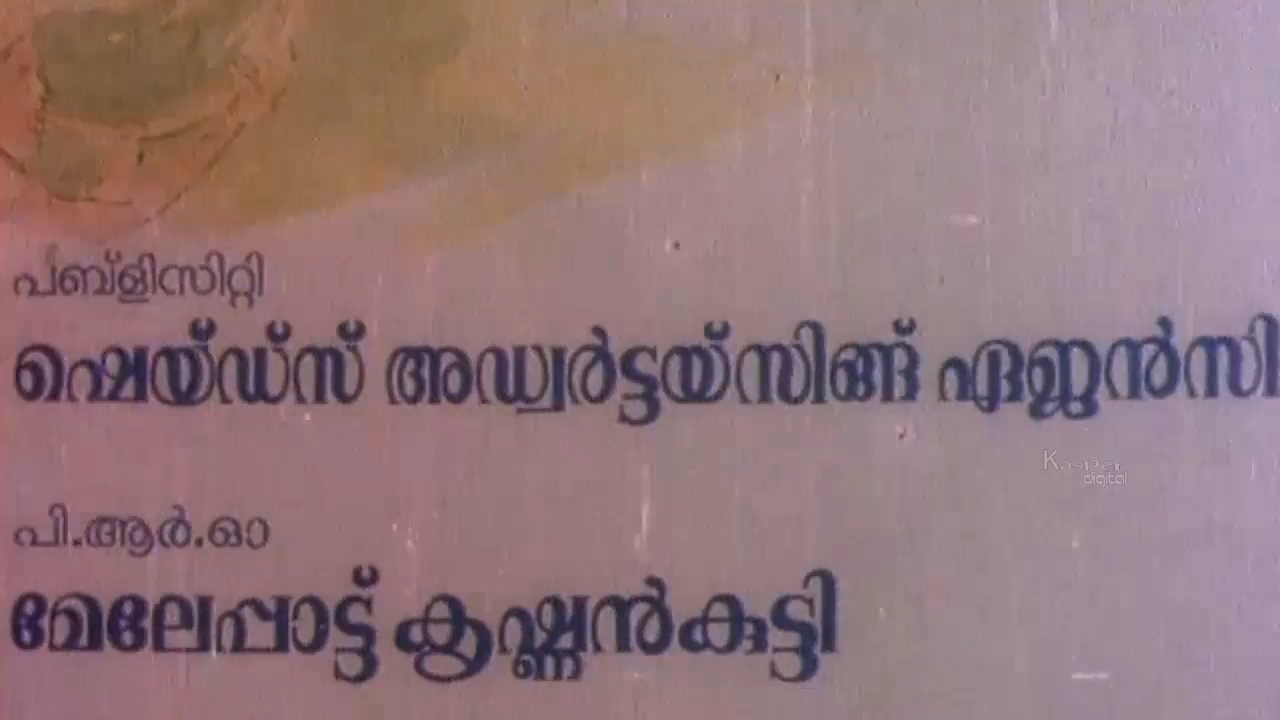 പബ്ളിസിറ്റി
ഷെയ്ഡ്സ് അഡ്വർട്ടയ്സിങ്ങ് ഏജൻസി
Kasper
digital
പി.ആർ.ഓ
മേലേപ്പാട്ട് കൃഷ്ണൻകുട്ടി